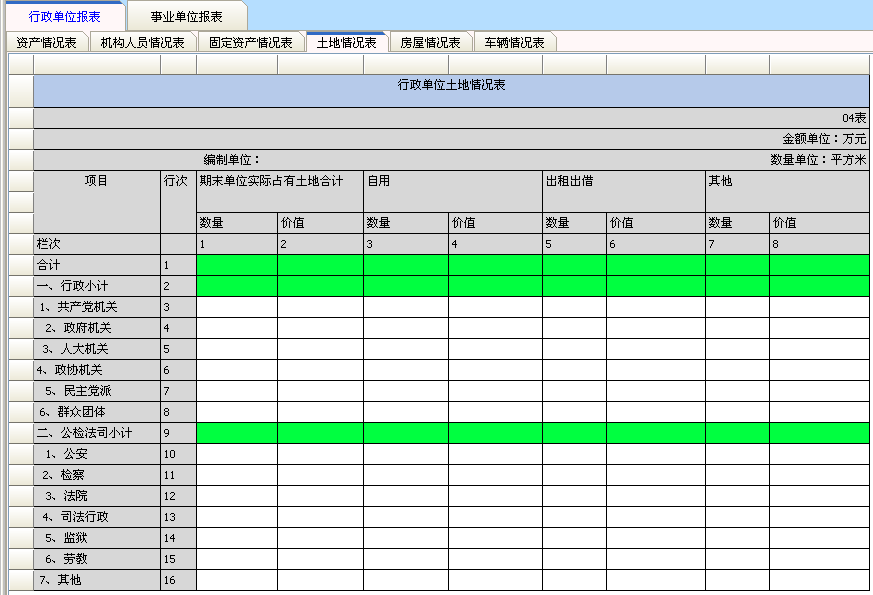 行政单位报表 事业单位报表
资产情况表 机构人员情况表 固定资产情况表 土地情况表 房屋情况表 车辆情况表
行政单位土地情况表
04表
金额单位：万元
编制单位： 数量单位：平方米
项目 行次 期末单位实际占有土地合计 自用 出租出借 其他
数量 价值 数量 价值 数量 价值 数量 价值
栏次 1 2 3 4 5 6 7 8
合计 1
一、行政小计 2
1、共产党机关 3
2、政府机关 4
3、人大机关 5
4、政协机关 6
5、民主党派 7
6、群众团体 8
二、公检法司小计 9
1、公安 10
2、检察 11
3、法院 12
4、司法行政 13
5、监狱 14
6、劳教 15
7、其他 16